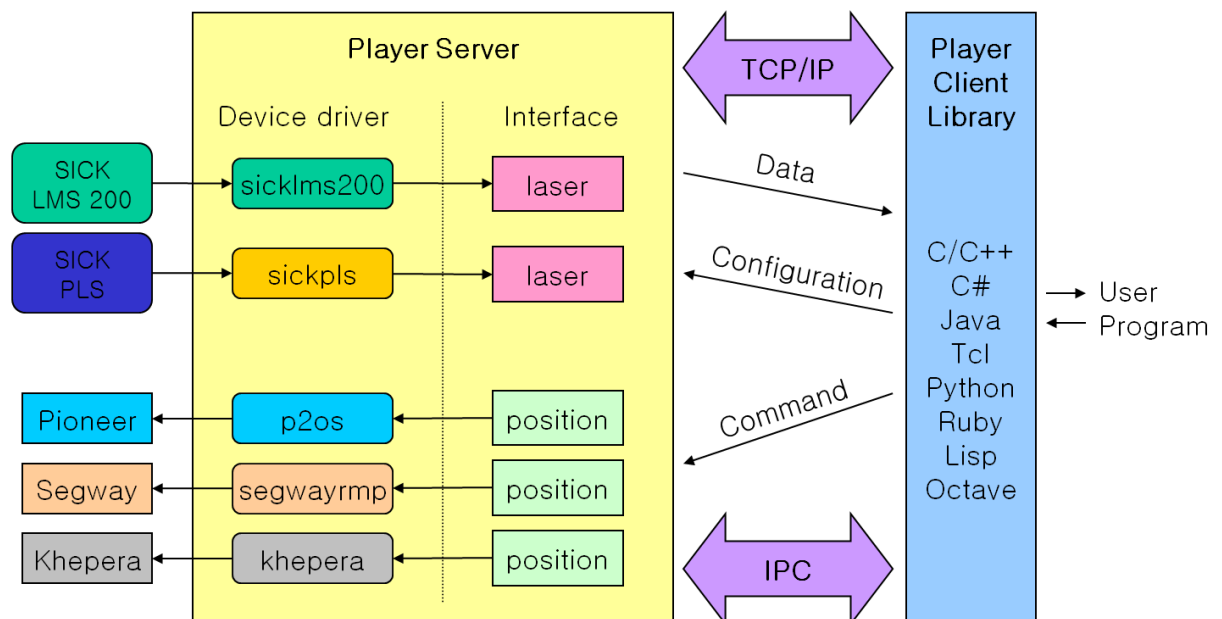 Player Server
Device driver
Interface
SICK
LMS 200
sicklms200
laser
SICK
PLS
sickpls
laser
Pioneer
p2os
position
Segway
segwayrmp
position
Khepera
khepera
position
TCP/IP
Data
Configuration
Command
IPC
Player
Client
Library
C/C++
C#
Java
Tcl
Python
Ruby
Lisp
Octave
User
Program